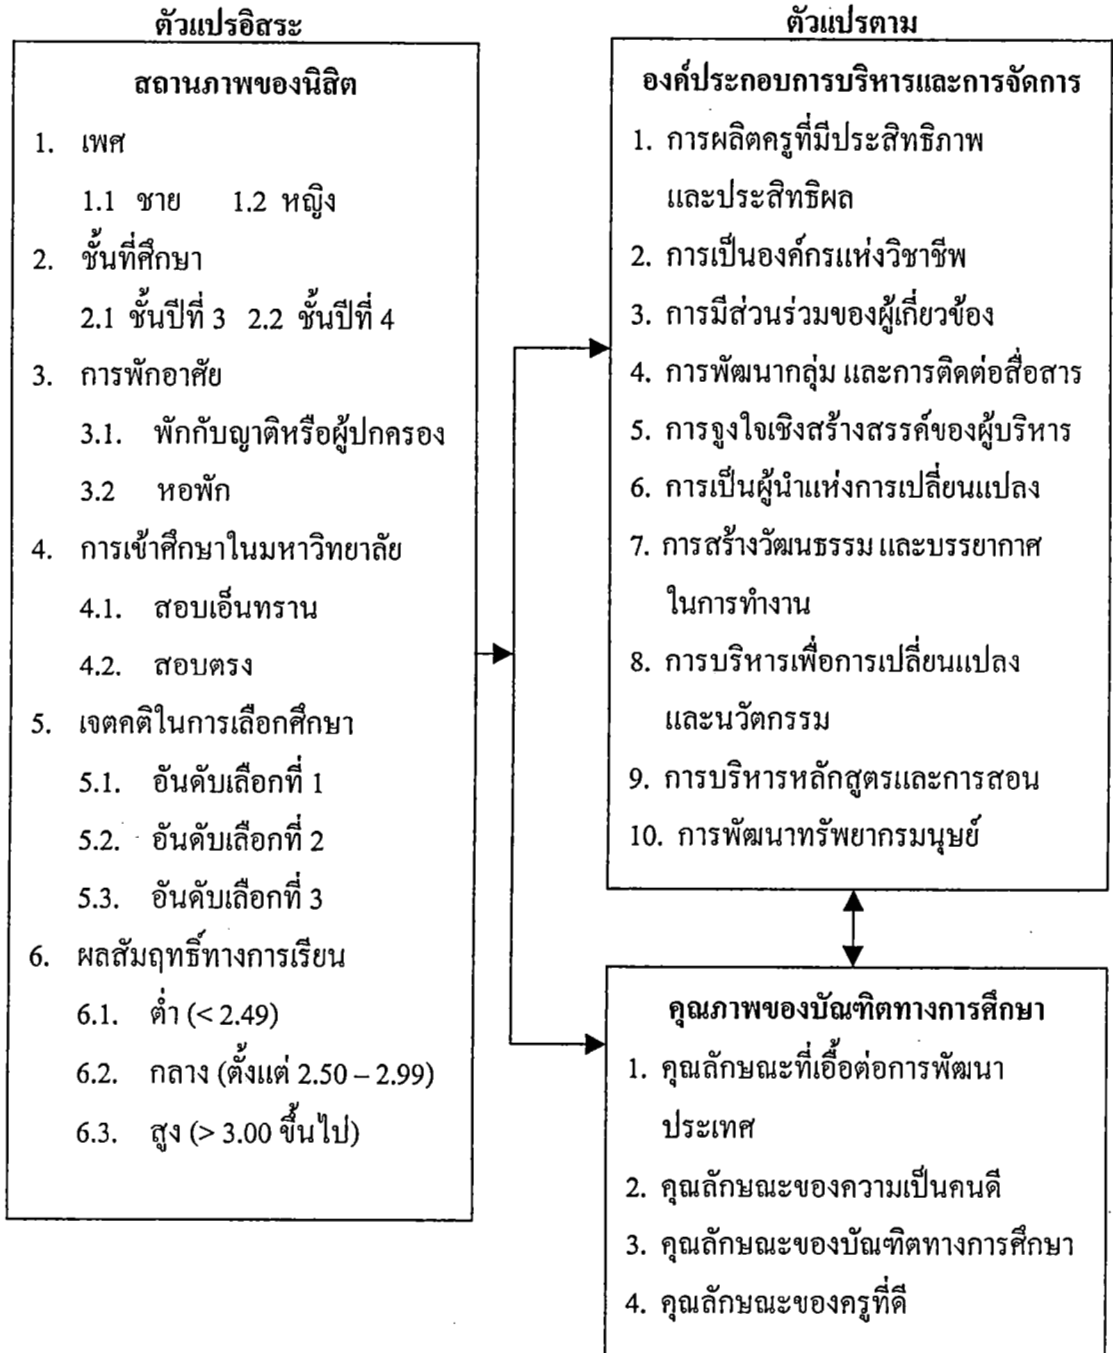 ตัวแปรอิสระ
สถานภาพของนิสิต
1. เพศ
1.1 ชาย 1.2 หญิง
2. ชั้นที่ศึกษา
2.1 ชั้นปีที่ 3 2.2 ชั้นปีที่ 4
3. การพักอาศัย
3.1. พักกับญาติหรือผู้ปกครอง
3.2 หอพัก
4. การเข้าศึกษาในมหาวิทยาลัย
4.1. สอบเอ็นทราน
4.2. สอบตรง
5. เจตคติในการเลือกศึกษา
5.1. อันดับเลือกที่ 1
5.2. อันดับเลือกที่ 2
5.3. อันดับเลือกที่ 3
6. ผลสัมฤทธิ์ทางการเรียน
6.1. ต่ำ (< 2.49)
6.2. กลาง (ตั้งแต่ 2.50 – 2.99)
6.3. สูง (> 3.00 ขึ้นไป)
ตัวแปรตาม
องค์ประกอบการบริหารและการจัดการ
1. การผลิตครูที่มีประสิทธิภาพ
และประสิทธิผล
2. การเป็นองค์กรแห่งวิชาชีพ
3. การมีส่วนร่วมของผู้เกี่ยวข้อง
4. การพัฒนากลุ่ม และการติดต่อสื่อสาร
5. การจูงใจเชิงสร้างสรรค์ของผู้บริหาร
6. การเป็นผู้นำแห่งการเปลี่ยนแปลง
7. การสร้างวัฒนธรรม และบรรยากาศ
ในการทำงาน
8. การบริหารเพื่อการเปลี่ยนแปลง
และนวัตกรรม
9. การบริหารหลักสูตรและการสอน
10. การพัฒนาทรัพยากรมนุษย์
คุณภาพของบัณฑิตทางการศึกษา
1. คุณลักษณะที่เอื้อต่อการพัฒนา
ประเทศ
2. คุณลักษณะของความเป็นคนดี
3. คุณลักษณะของบัณฑิตทางการศึกษา
4. คุณลักษณะของครูที่ดี